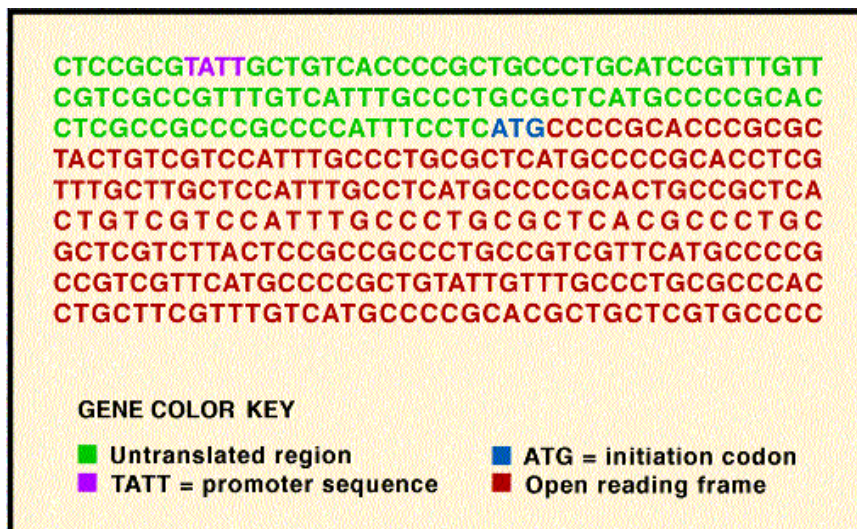 CTCCGCGTATTGCTGTCACCCCGCTGCCCTGCATCCGTTTGTT
CGTCGCCGTTTGTCATTTGCCCTGCGCTCATGCCCCGCAC
CTCGCCGCCCGCCCCATTTCCTCATGCCCCGCACCCGCGC
TACTGTCGTCCATTTGCCCTGCGCTCATGCCCCGCACCTCG
TTTGCTTGCTCCATTTGCCTCATGCCCCGCACTGCCGCTCA
CTGTCGTCCATTTGCCCTGCGCTCACGCCCTGC
GCTCGTCTTACTCCGCCGCCCTGCCGTCGTTCATGCCCCG
CCGTCGTTCATGCCCCGCTGTATTGTTTGCCCTGCGCCCAC
CTGCTTCGTTTGTCATGCCCCGCACGCTGCTCGTGCCCC
GENE COLOR KEY
Untranslated region
TATT = promoter sequence
ATG = initiation codon
Open reading frame